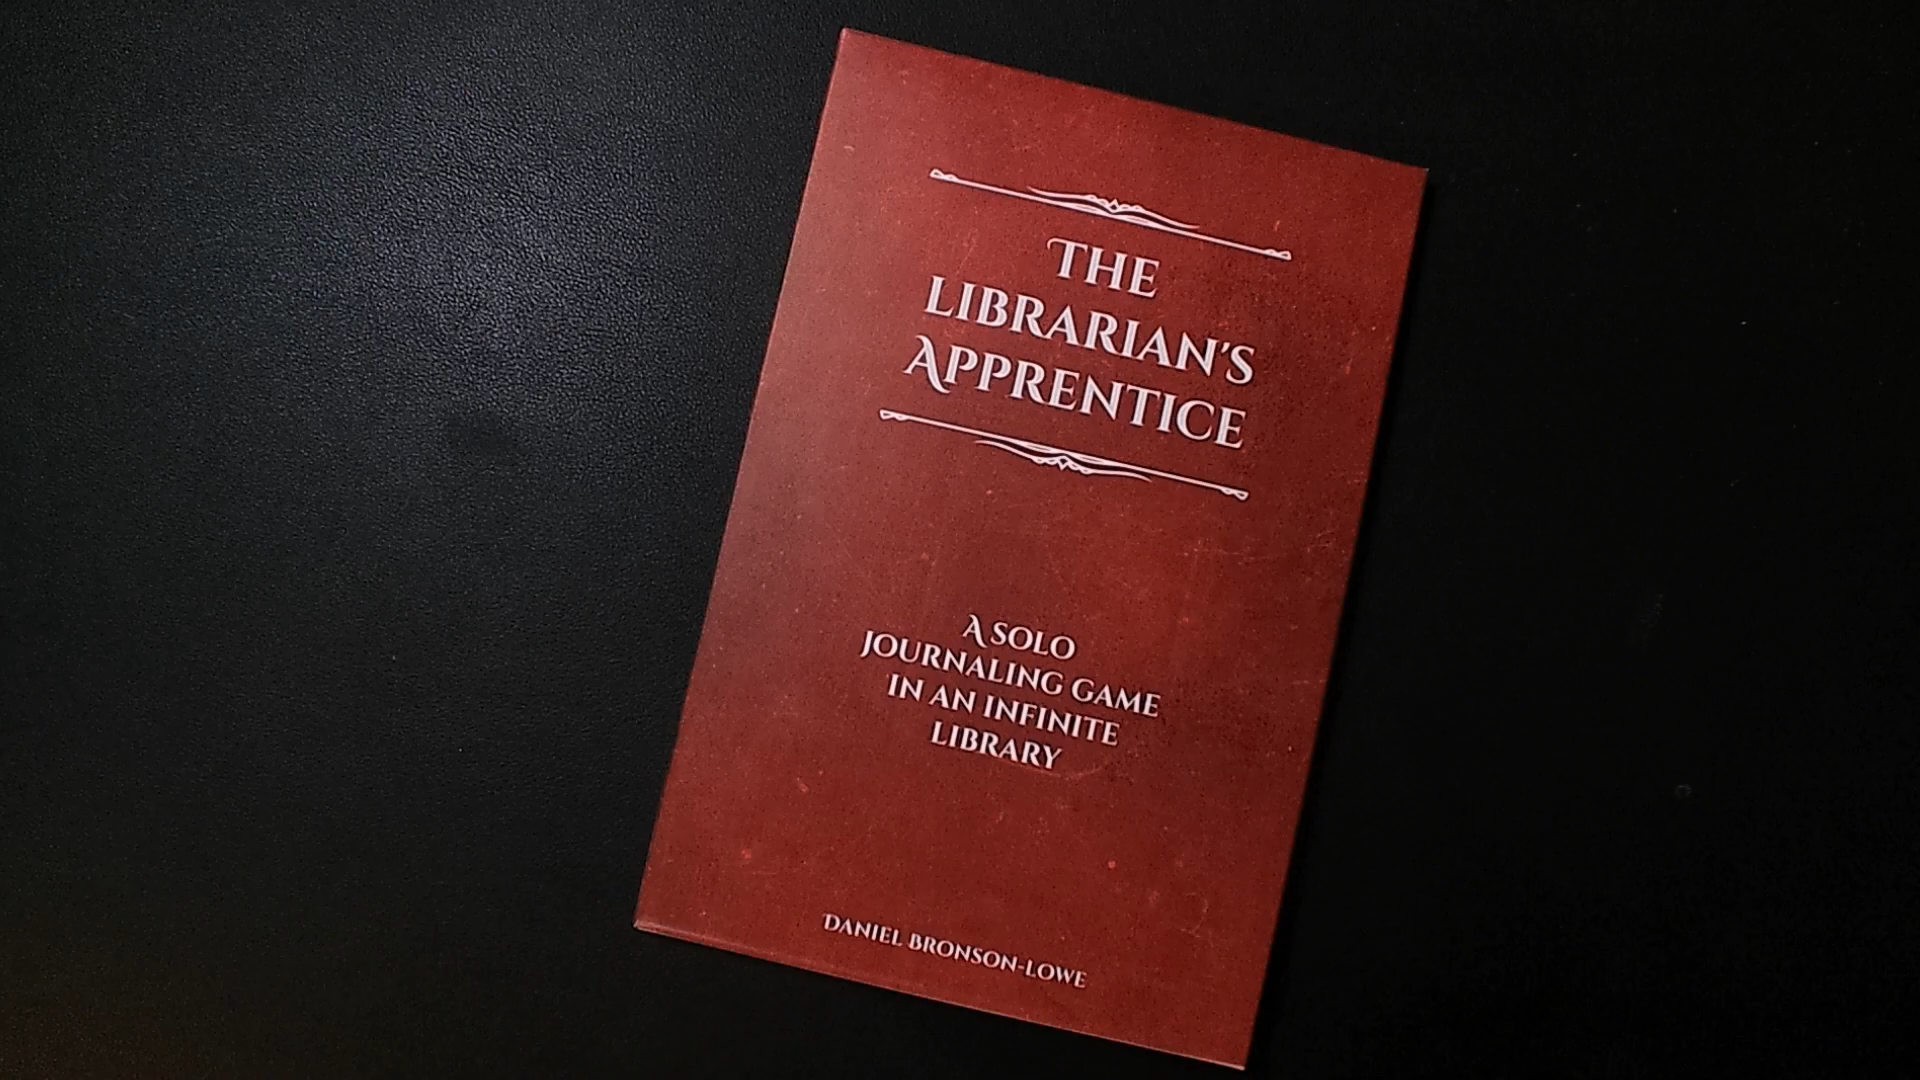 The
Librarian's
Apprentice
A solo
journaling game
in an infinite
library
Daniel Bronson-Lowe